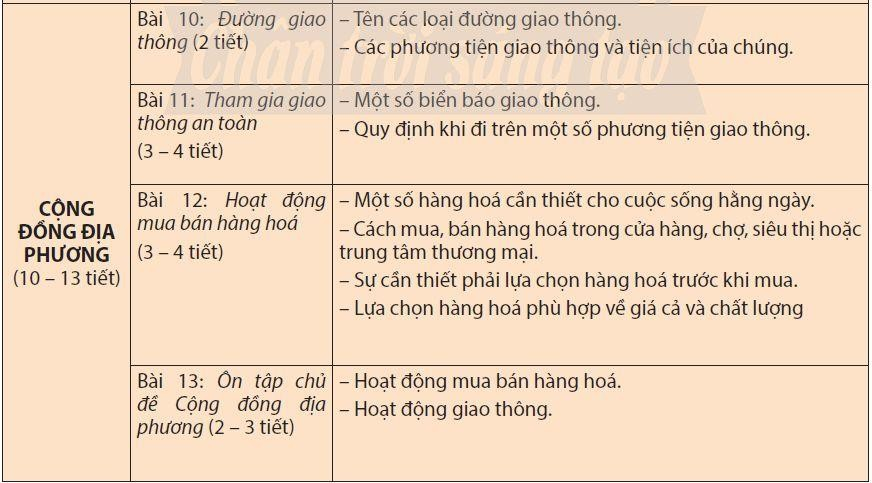 Chân trời sáng tạo
Bài 10: Đường giao
thông (2 tiết)
– Tên các loại đường giao thông.
– Các phương tiện giao thông và tiện ích của chúng.
Bài 11: Tham gia giao
thông an toàn
(3 – 4 tiết)
– Một số biển báo giao thông.
– Quy định khi đi trên một số phương tiện giao thông.
CỘNG
ĐỒNG ĐỊA
PHƯƠNG
(10 – 13 tiết)
Bài 12: Hoạt động
mua bán hàng hoá
(3 – 4 tiết)
– Một số hàng hoá cần thiết cho cuộc sống hằng ngày.
– Cách mua, bán hàng hoá trong cửa hàng, chợ, siêu thị hoặc
trung tâm thương mại.
– Sự cần thiết phải lựa chọn hàng hoá trước khi mua.
– Lựa chọn hàng hoá phù hợp về giá cả và chất lượng
Bài 13: Ôn tập chủ
đề Cộng đồng địa
phương (2 – 3 tiết)
– Hoạt động mua bán hàng hoá.
– Hoạt động giao thông.